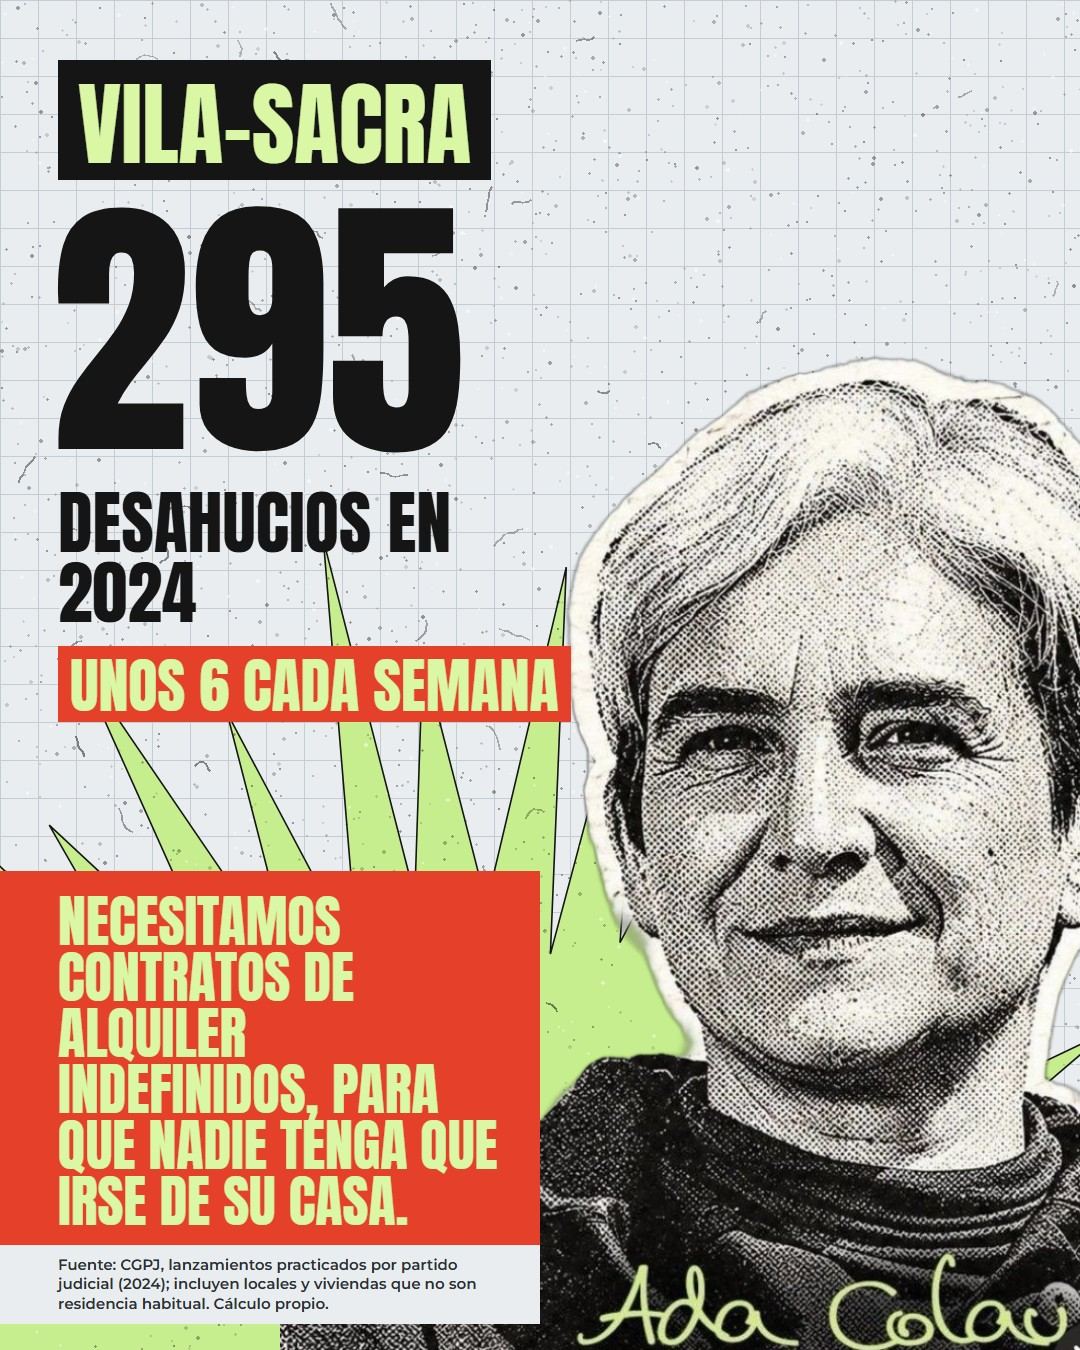 VILA-SACRA
295
DESAHUCIOS EN
2024
UNOS 6 CADA SEMANA
NECESITAMOS
CONTRATOS DE
ALQUILER
INDEFINIDOS, PARA
QUE NADIE TENGA QUE
IRSE DE SU CASA.
Fuente: CGPJ, lanzamientos practicados por partido
judicial (2024); incluyen locales y viviendas que no son
residencia habitual. Cálculo propio.
Ada Colau